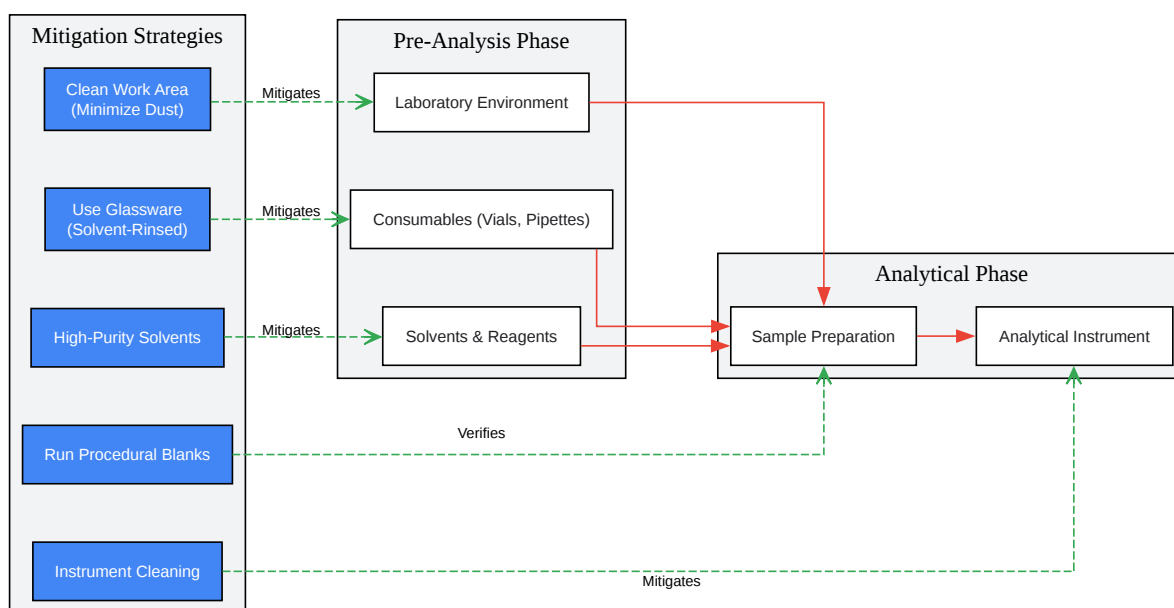 Mitigation Strategies
Clean Work Area
(Minimize Dust)
Use Glassware
(Solvent-Rinsed)
High-Purity Solvents
Run Procedural Blanks
Instrument Cleaning
Mitigates
Mitigates
Mitigates
Verifies
Mitigates
Pre-Analysis Phase
Laboratory Environment
Consumables (Vials, Pipettes)
Solvents & Reagents
Analytical Phase
Sample Preparation
Analytical Instrument